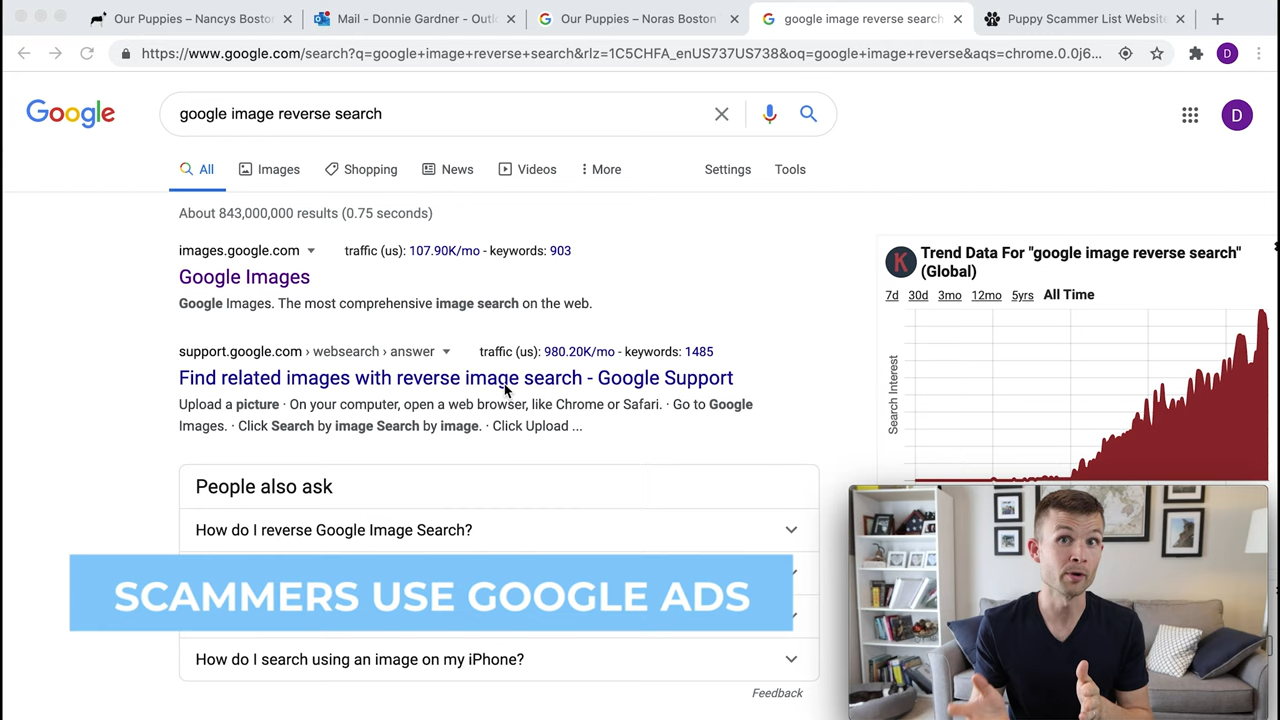 Our Puppies – Nancys Bosto
Mail - Donnie Gardner - Outl
Our Puppies – Noras Boston
google image reverse search
Puppy Scammer List Website
https://www.google.com/search?q=google+image+reverse+search&rlz=1C5CHFA_enUS737US738&oq=google+image+reverse&aqs=chrome.0.0j6...
D
Google
google image reverse search
D
All
Images
Shopping
News
Videos
More
Settings
Tools
About 843,000,000 results (0.75 seconds)
images.google.com
traffic (us): 107.90K/mo - keywords: 903
Google Images
Google Images. The most comprehensive image search on the web.
support.google.com › websearch › answer
traffic (us): 980.20K/mo - keywords: 1485
Find related images with reverse image search - Google Support
Upload a picture · On your computer, open a web browser, like Chrome or Safari. · Go to Google
Images. · Click Search by image Search by image. · Click Upload ...
People also ask
How do I reverse Google Image Search?
SCAMMERS USE GOOGLE ADS
How do I search using an image on my iPhone?
Feedback
K
Trend Data For "google image reverse search"
(Global)
7d 30d 3mo 12mo 5yrs All Time
Search Interest